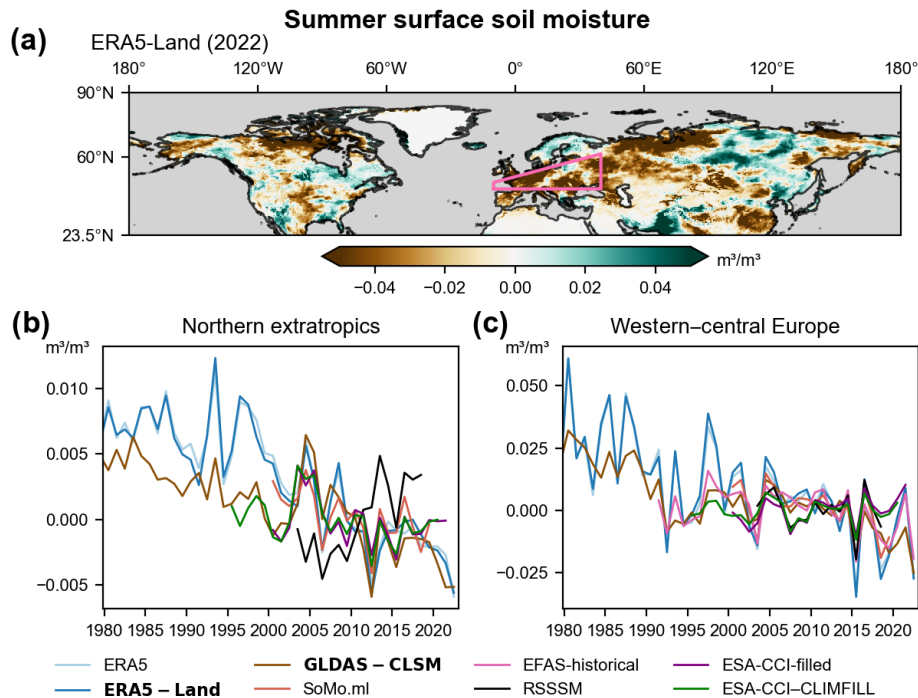 Summer surface soil moisture
(a)
ERA5-Land (2022)
180° 120°W 60°W 0° 60°E 120°E 180°
90°N
60°N
23.5°N
−0.04 −0.02 0.00 0.02 0.04 m³/m³
(b) Northern extratropics
m³/m³
0.010
0.005
0.000
−0.005
1980 1985 1990 1995 2000 2005 2010 2015 2020
(c) Western–central Europe
m³/m³
0.050
0.025
0.000
−0.025
1980 1985 1990 1995 2000 2005 2010 2015 2020
ERA5 GLDAS − CLSM EFAS-historical ESA-CCI-filled
ERA5 − Land SoMo.ml RSSSM ESA-CCI-CLIMFILL